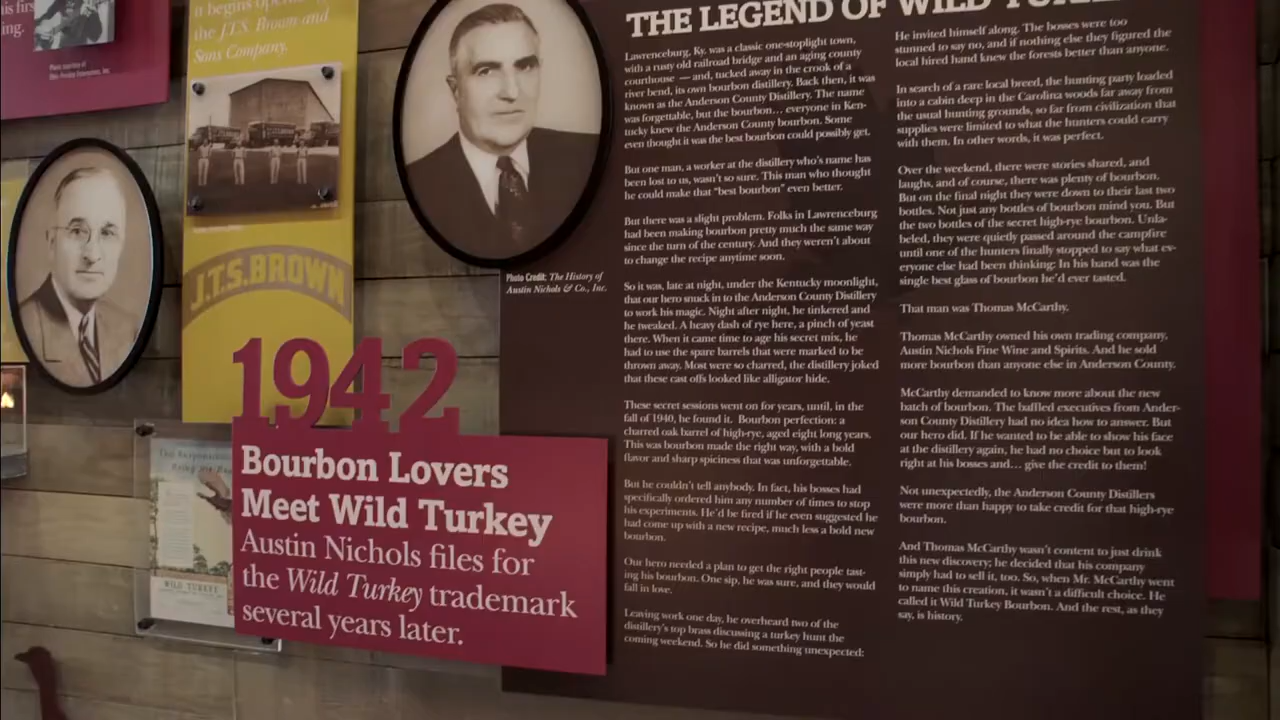 his firs
ing.
Photo courtesy of
it begins opera
the J.T.S. Brown and
Sons Company.
J.T.S. BROWN
Photo Credit: The History of
Austin Nichols & Co., Inc.
1942
Bourbon Lovers
Meet Wild Turkey
Austin Nichols files for
the Wild Turkey trademark
several years later.
WILD TURKEY
THE LEGEND OF WILD TURKE
Lawrenceburg, Ky. was a classic one-stoplight town,
with a rusty old railroad bridge and an aging county
courthouse — and, tucked away in the crook of a
river bend, its own bourbon distillery. Back then, it was
known as the Anderson County Distillery. The name
was forgettable, but the bourbon… everyone in Ken-
tucky knew the Anderson County bourbon. Some
even thought it was the best bourbon could possibly get.
But one man, a worker at the distillery who's name has
been lost to us, wasn't so sure. This man who thought
he could make that "best bourbon" even better.
But there was a slight problem. Folks in Lawrenceburg
had been making bourbon pretty much the same way
since the turn of the century. And they weren't about
to change the recipe anytime soon.
So it was, late at night, under the Kentucky moonlight,
that our hero snuck in to the Anderson County Distillery
to work his magic. Night after night, he tinkered and
he tweaked. A heavy dash of rye here, a pinch of yeast
there. When it came time to age his secret mix, he
had to use the spare barrels that were marked to be
thrown away. Most were so charred, the distillery joked
that these cast offs looked like alligator hide.
These secret sessions went on for years, until, in the
fall of 1940, he found it. Bourbon perfection: a
charred oak barrel of high-rye, aged eight long years.
This was bourbon made the right way, with a bold
flavor and sharp spiciness that was unforgettable.
But he couldn't tell anybody. In fact, his bosses had
specifically ordered him any number of times to stop
his experiments. He'd be fired if he even suggested he
had come up with a new recipe, much less a bold new
bourbon.
Our hero needed a plan to get the right people tast-
ing his bourbon. One sip, he was sure, and they would
fall in love.
Leaving work one day, he overheard two of the
distillery's top brass discussing a turkey hunt the
coming weekend. So he did something unexpected:
He invited himself along. The bosses were too
stunned to say no, and if nothing else they figured the
local hired hand knew the forests better than anyone.
In search of a rare local breed, the hunting party loaded
into a cabin deep in the Carolina woods far away from
the usual hunting grounds, so far from civilization that
supplies were limited to what the hunters could carry
with them. In other words, it was perfect.
Over the weekend, there were stories shared, and
laughs, and of course, there was plenty of bourbon.
But on the final night they were down to their last two
bottles. Not just any bottles of bourbon mind you. But
the two bottles of the secret high-rye bourbon. Unla-
beled, they were quietly passed around the campfire
until one of the hunters finally stopped to say what ev-
eryone else had been thinking: In his hand was the
single best glass of bourbon he'd ever tasted.
That man was Thomas McCarthy.
Thomas McCarthy owned his own trading company,
Austin Nichols Fine Wine and Spirits. And he sold
more bourbon than anyone else in Anderson County.
McCarthy demanded to know more about the new
batch of bourbon. The baffled executives from Ander-
son County Distillery had no idea how to answer. But
our hero did. If he wanted to be able to show his face
at the distillery again, he had no choice but to look
right at his bosses and… give the credit to them!
Not unexpectedly, the Anderson County Distillers
were more than happy to take credit for that high-rye
bourbon.
And Thomas McCarthy wasn't content to just drink
this new discovery; he decided that his company
simply had to sell it, too. So, when Mr. McCarthy went
to name this creation, it wasn't a difficult choice. He
called it Wild Turkey Bourbon. And the rest, as they
say, is history.